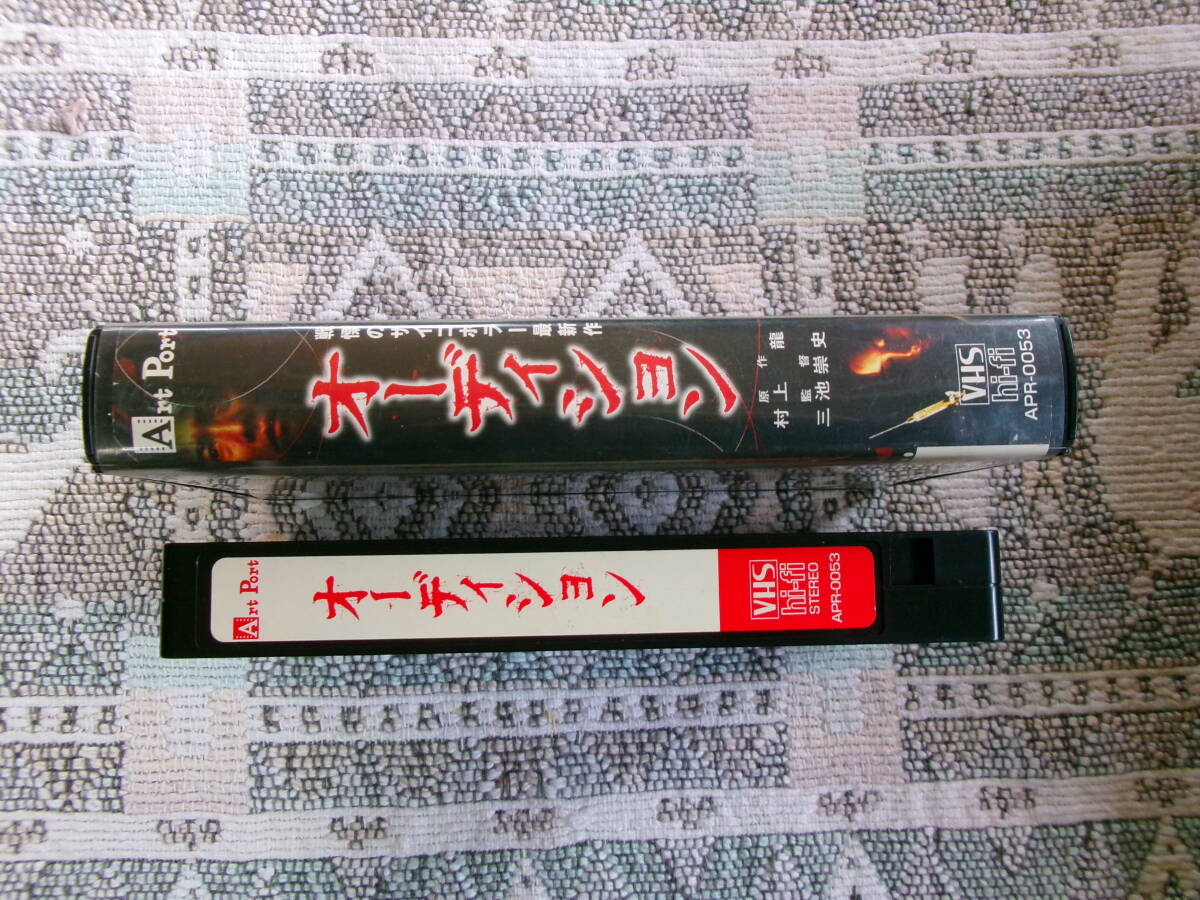 Art Port
戦慄のサイコホラー最新作
オーディション
原作
村上龍
監督
三池崇史
VHS
hi-fi
APR-0053
Art Port
オーディション
VHS
hi-fi
STEREO
APR-0053